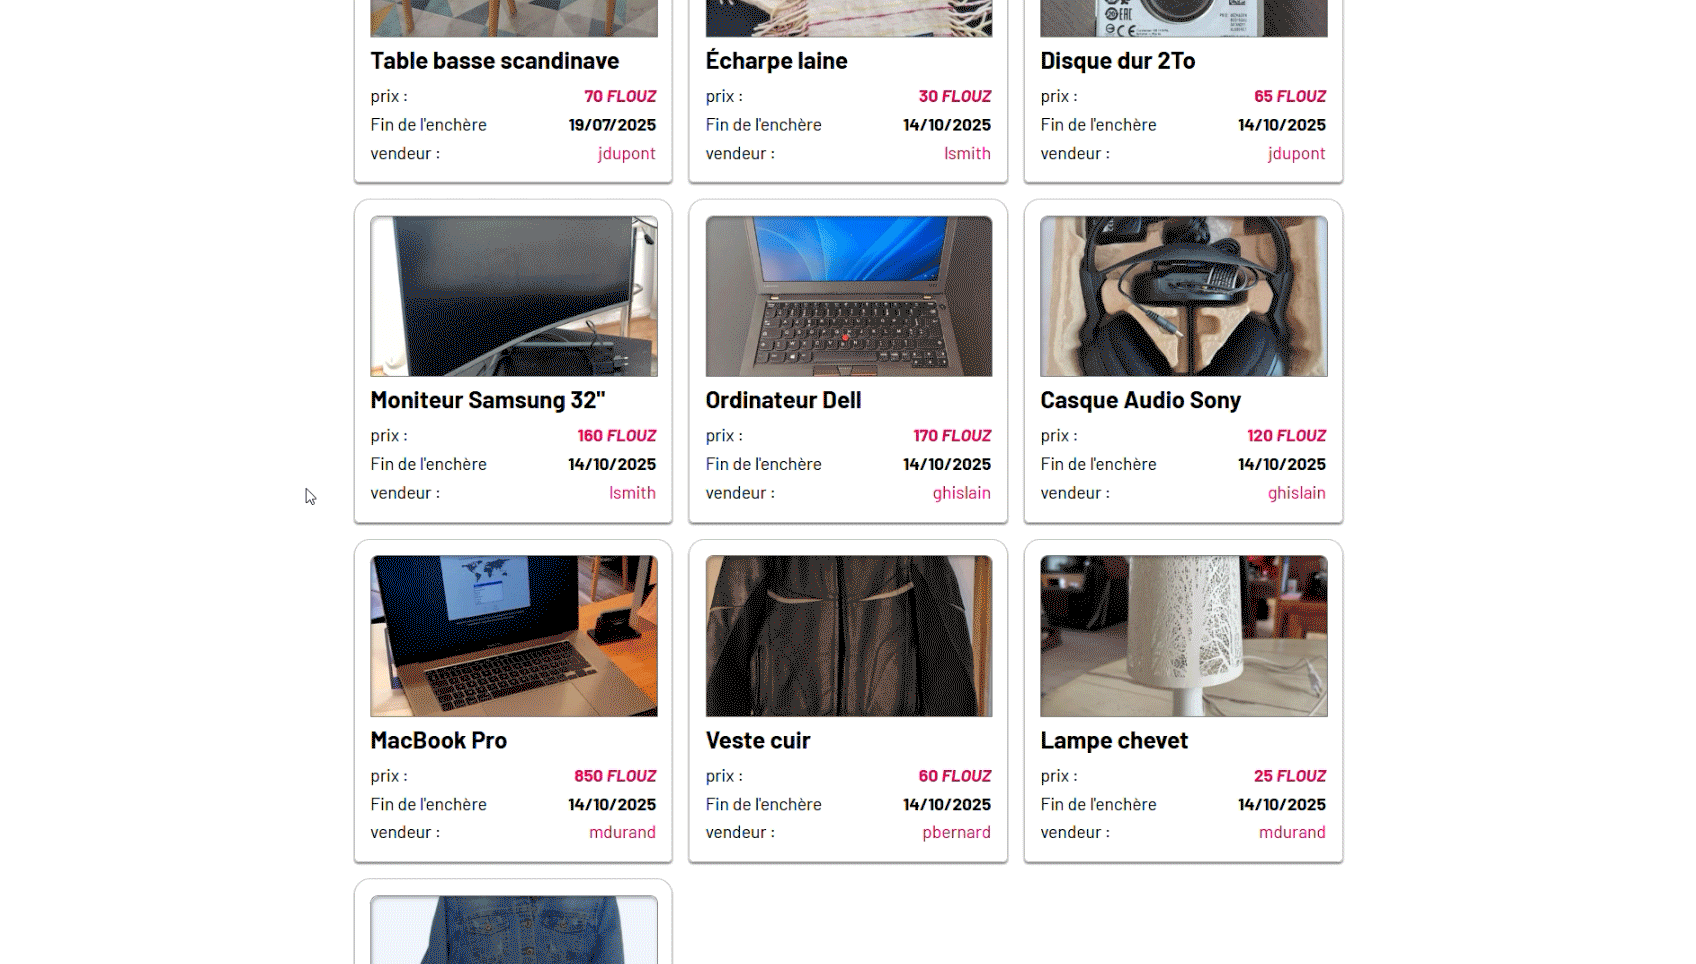 Table basse scandinave
prix : 70 FLOUZ
Fin de l'enchère 19/07/2025
vendeur : jdupont
Écharpe laine
prix : 30 FLOUZ
Fin de l'enchère 14/10/2025
vendeur : lsmith
EAC
CE
Disque dur 2To
prix : 65 FLOUZ
Fin de l'enchère 14/10/2025
vendeur : jdupont
Moniteur Samsung 32"
prix : 160 FLOUZ
Fin de l'enchère 14/10/2025
vendeur : lsmith
Ordinateur Dell
prix : 170 FLOUZ
Fin de l'enchère 14/10/2025
vendeur : ghislain
Casque Audio Sony
prix : 120 FLOUZ
Fin de l'enchère 14/10/2025
vendeur : ghislain
MacBook Pro
prix : 850 FLOUZ
Fin de l'enchère 14/10/2025
vendeur : mdurand
Veste cuir
prix : 60 FLOUZ
Fin de l'enchère 14/10/2025
vendeur : pbernard
Lampe chevet
prix : 25 FLOUZ
Fin de l'enchère 14/10/2025
vendeur : mdurand